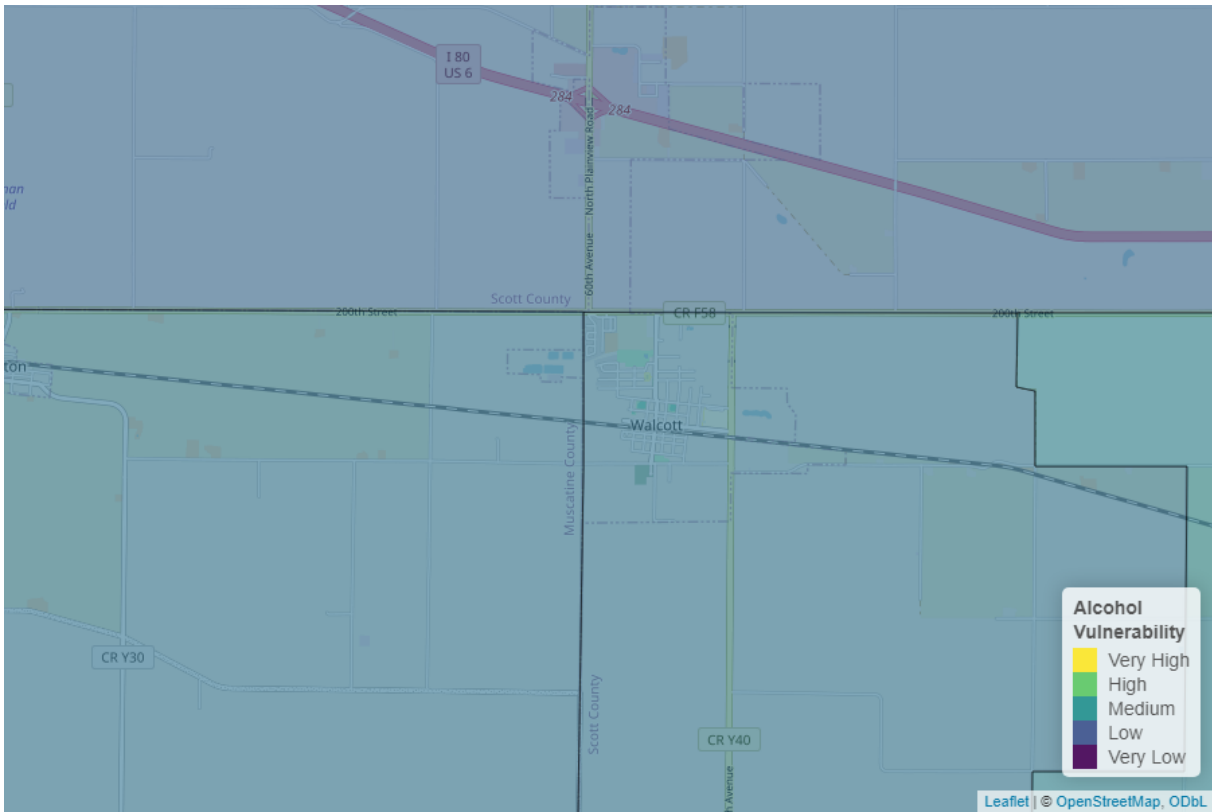 I 80
US 6
284
284
North Plainview Road
60th Avenue
Scott County
200th Street
CR F58
200th Street
Walcott
Muscatine County
Scott County
CR Y30
CR Y40
Alcohol
Vulnerability
Very High
High
Medium
Low
Very Low
Leaflet | © OpenStreetMap, ODbL